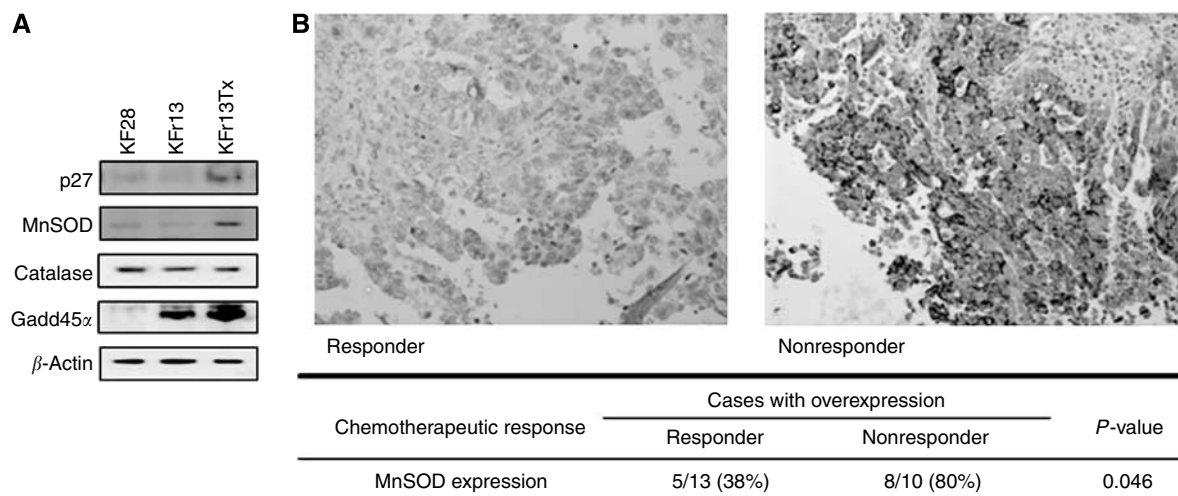 A
KF28
KFr13
KFr13Tx
p27
MnSOD
Catalase
Gadd45α
β-Actin
B
Responder
Nonresponder
Chemotherapeutic response
Cases with overexpression
Responder
Nonresponder
P-value
MnSOD expression
5/13 (38%)
8/10 (80%)
0.046